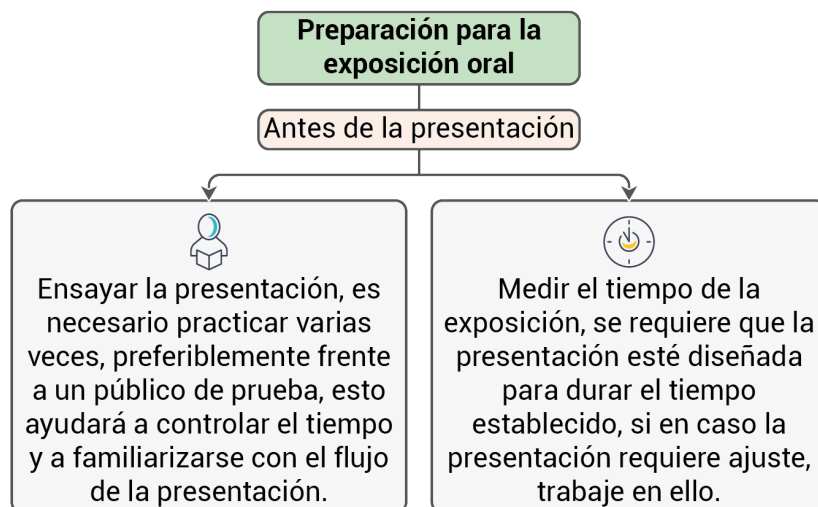 Preparación para la
exposición oral
Antes de la presentación
Ensayar la presentación, es
necesario practicar varias
veces, preferiblemente frente
a un público de prueba, esto
ayudará a controlar el tiempo
y a familiarizarse con el flujo
de la presentación.
Medir el tiempo de la
exposición, se requiere que la
presentación esté diseñada
para durar el tiempo
establecido, si en caso la
presentación requiere ajuste,
trabaje en ello.